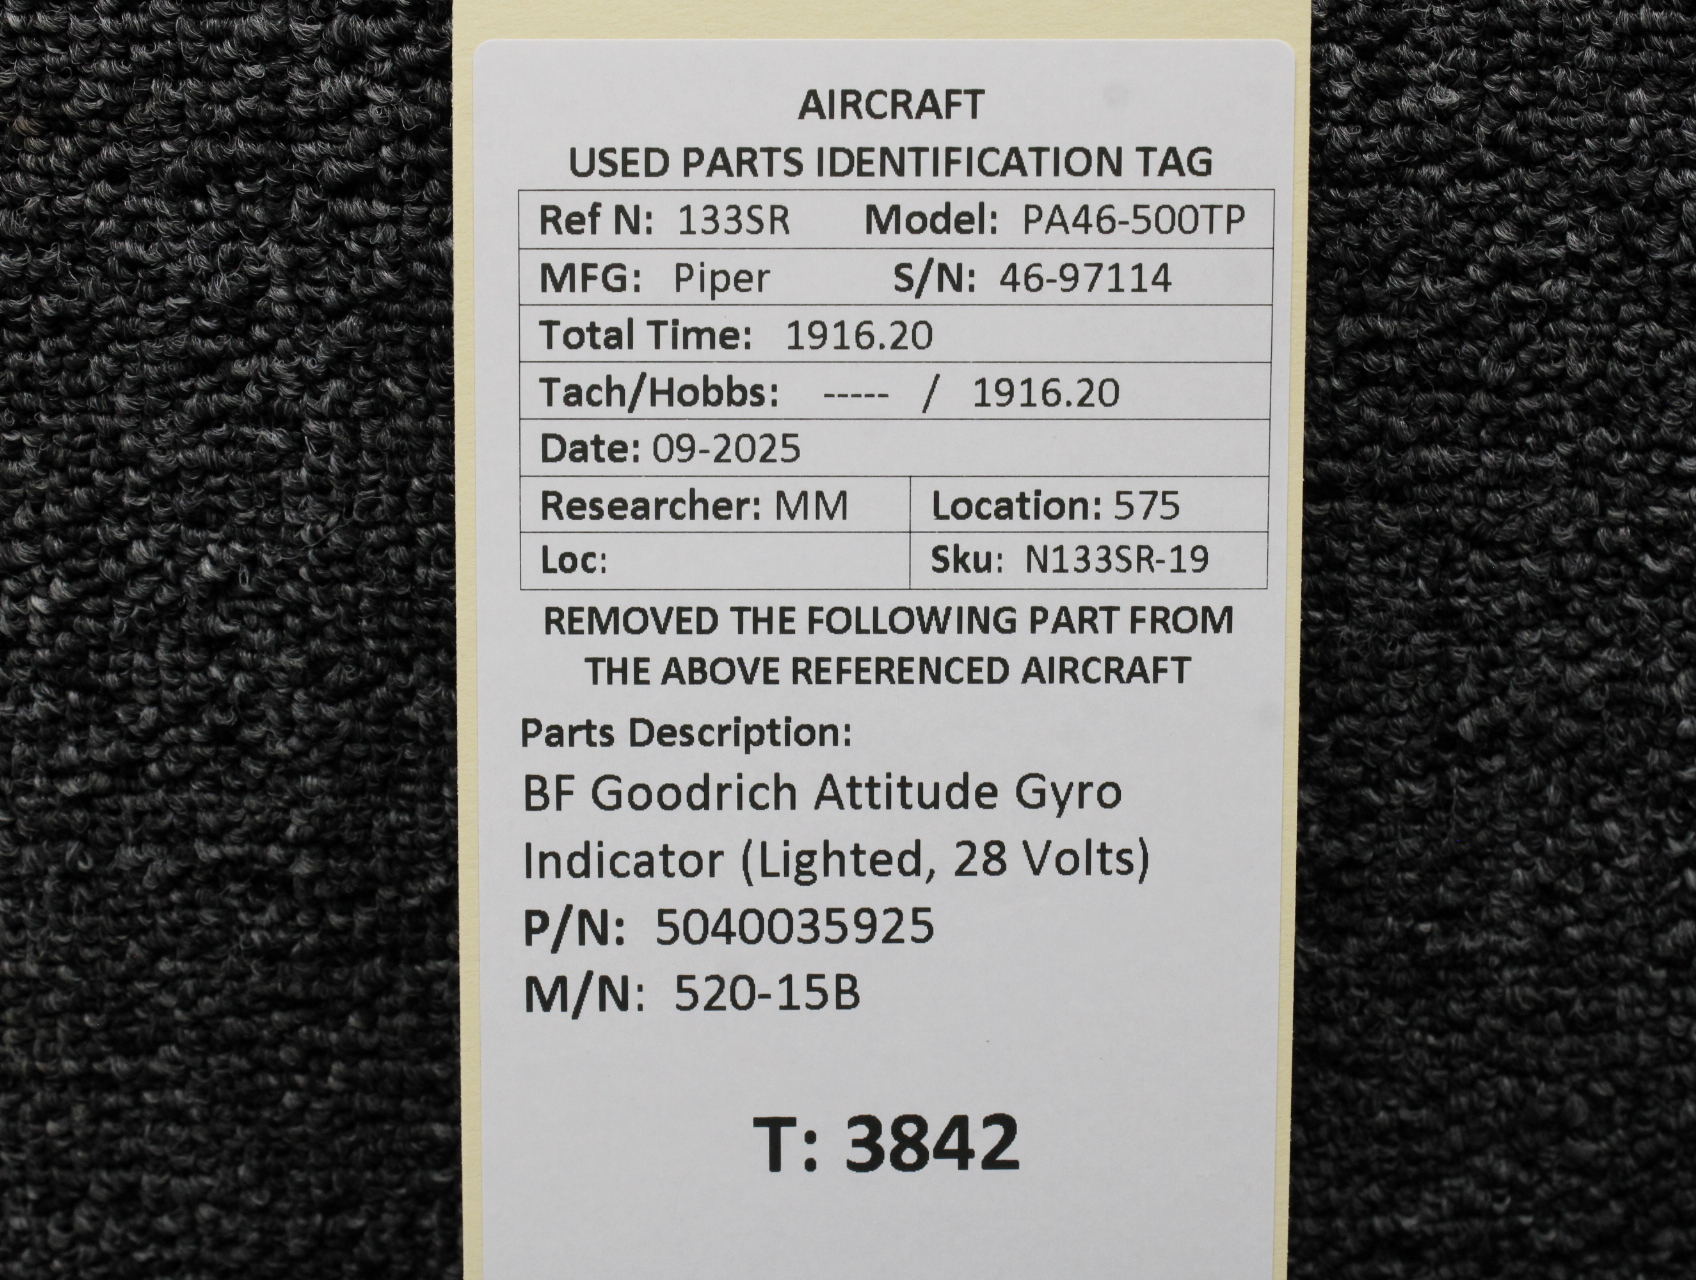 AIRCRAFT
USED PARTS IDENTIFICATION TAG
Ref N: 133SR Model: PA46-500TP
MFG: Piper S/N: 46-97114
Total Time: 1916.20
Tach/Hobbs: ----- / 1916.20
Date: 09-2025
Researcher: MM Location: 575
Loc: Sku: N133SR-19
REMOVED THE FOLLOWING PART FROM
THE ABOVE REFERENCED AIRCRAFT
Parts Description:
BF Goodrich Attitude Gyro
Indicator (Lighted, 28 Volts)
P/N: 5040035925
M/N: 520-15B
T: 3842